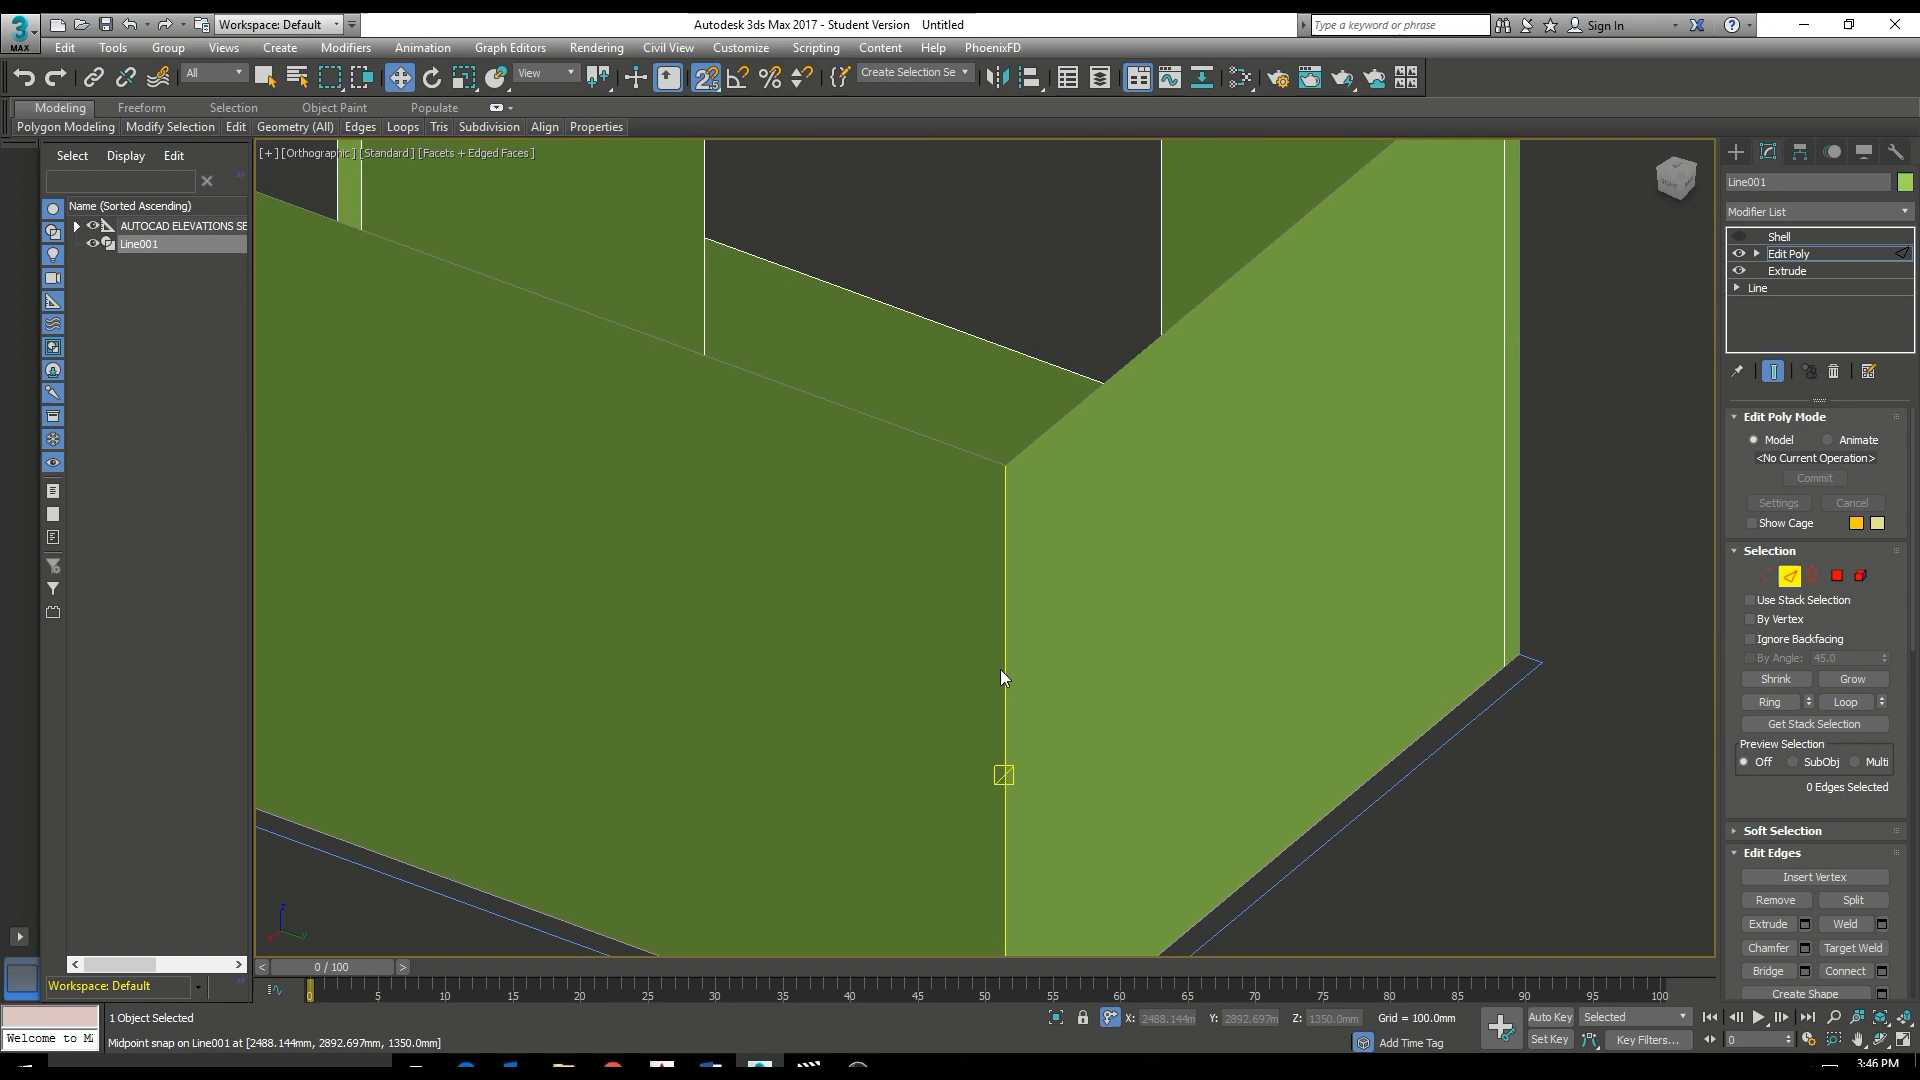 3 MAX Workspace: Default Autodesk 3ds Max 2017 - Student Version Untitled Type a keyword or phrase Sign In
Edit Tools Group Views Create Modifiers Animation Graph Editors Rendering Civil View Customize Scripting Content Help PhoenixFD
All View Create Selection Se
Modeling Freeform Selection Object Paint Populate
Polygon Modeling Modify Selection Edit Geometry (All) Edges Loops Tris Subdivision Align Properties
Select Display Edit
[+] [Orthographic] [Standard] [Facets + Edged Faces]
Name (Sorted Ascending)
AUTOCAD ELEVATIONS SE
Line001
Line001
Modifier List
Shell
Edit Poly
Extrude
Line
Edit Poly Mode
Model Animate
<No Current Operation>
Commit
Settings Cancel
Show Cage
Selection
Use Stack Selection
By Vertex
Ignore Backfacing
By Angle: 45.0
Shrink Grow
Ring Loop
Get Stack Selection
Preview Selection
Off SubObj Multi
0 Edges Selected
Soft Selection
Edit Edges
Insert Vertex
Remove Split
Extrude Weld
Chamfer Target Weld
Bridge Connect
Create Shape
z
y
x
< 0 / 100 >
Workspace: Default
0 5 10 15 20 25 30 35 40 45 50 55 60 65 70 75 80 85 90 95 100
1 Object Selected X: 2488.144m Y: 2892.697m Z: 1350.0mm Grid = 100.0mm Auto Key Selected
Welcome to M Midpoint snap on Line001 at [2488.144mm, 2892.697mm, 1350.0mm] Add Time Tag Set Key Key Filters... 0
3:46 PM